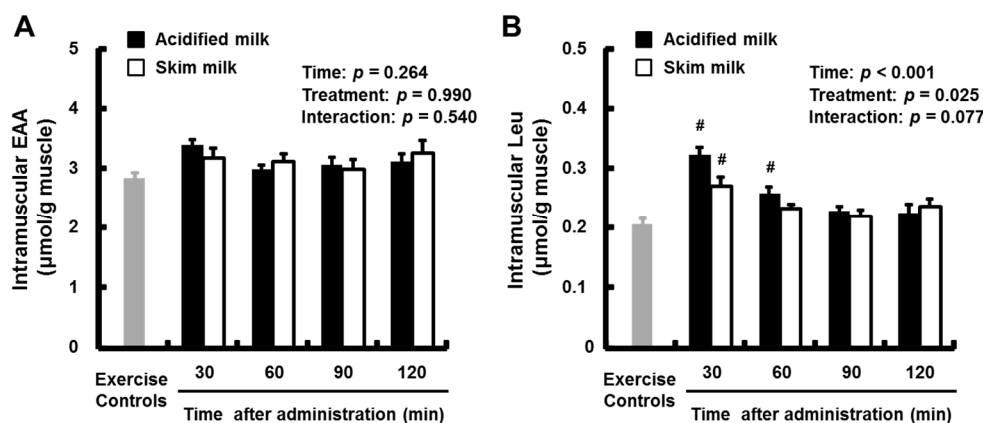 A
Acidified milk
Skim milk
Time: p = 0.264
Treatment: p = 0.990
Interaction: p = 0.540
Intramuscular EAA
(μmol/g muscle)
5
4
3
2
1
0
Exercise
Controls
30 60 90 120
Time after administration (min)
B
Acidified milk
Skim milk
Time: p < 0.001
Treatment: p = 0.025
Interaction: p = 0.077
Intramuscular Leu
(μmol/g muscle)
0.5
0.4
0.3
0.2
0.1
0
# # #
Exercise
Controls
30 60 90 120
Time after administration (min)